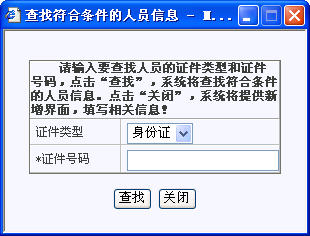 查找符合条件的人员信息 - M...
请输入要查找人员的证件类型和证件
号码，点击“查找”，系统将查找符合条件
的人员信息。点击“关闭”，系统将提供新
增界面，填写相关信息！
证件类型 身份证
*证件号码
查找 关闭